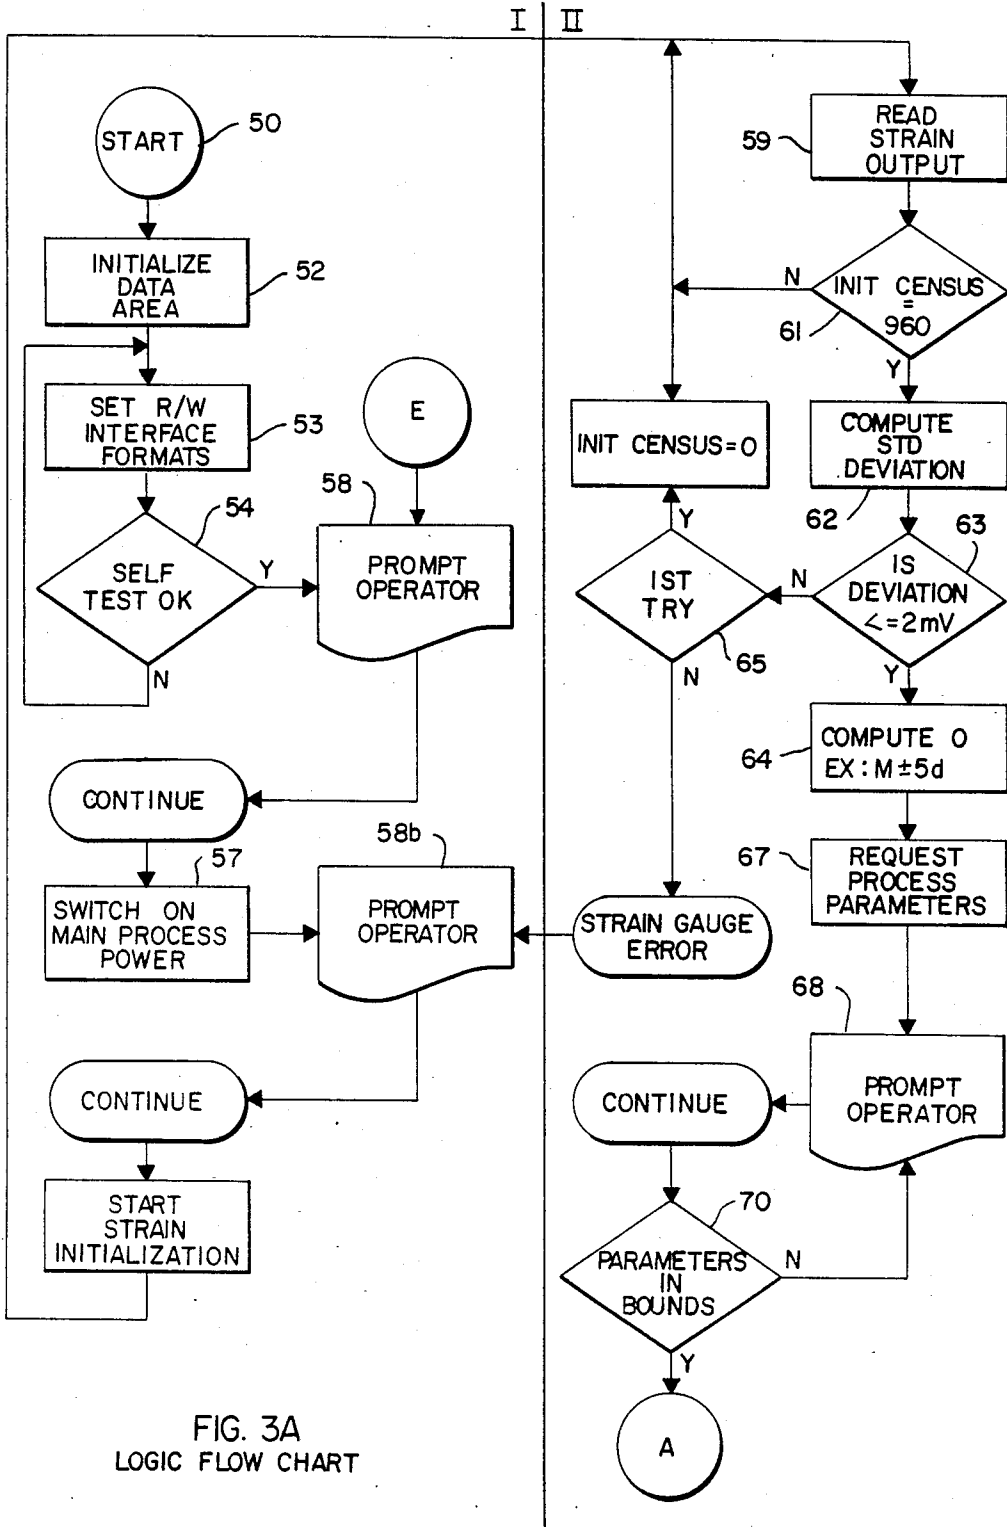 I
II
START
50
INITIALIZE
DATA
AREA
52
SET R/W
INTERFACE
FORMATS
53
E
54
SELF
TEST OK
Y
N
58
PROMPT
OPERATOR
CONTINUE
57
SWITCH ON
MAIN PROCESS
POWER
58b
PROMPT
OPERATOR
CONTINUE
START
STRAIN
INITIALIZATION
FIG. 3A
LOGIC FLOW CHART
READ
STRAIN
OUTPUT
59
N
INIT CENSUS
=
960
61
Y
INIT CENSUS=0
COMPUTE
STD
DEVIATION
62
63
Y
1ST
TRY
65
N
N
IS
DEVIATION
<=2mV
Y
64
COMPUTE O
EX:M±5d
67
REQUEST
PROCESS
PARAMETERS
STRAIN GAUGE
ERROR
68
PROMPT
OPERATOR
CONTINUE
70
PARAMETERS
IN
BOUNDS
N
Y
A